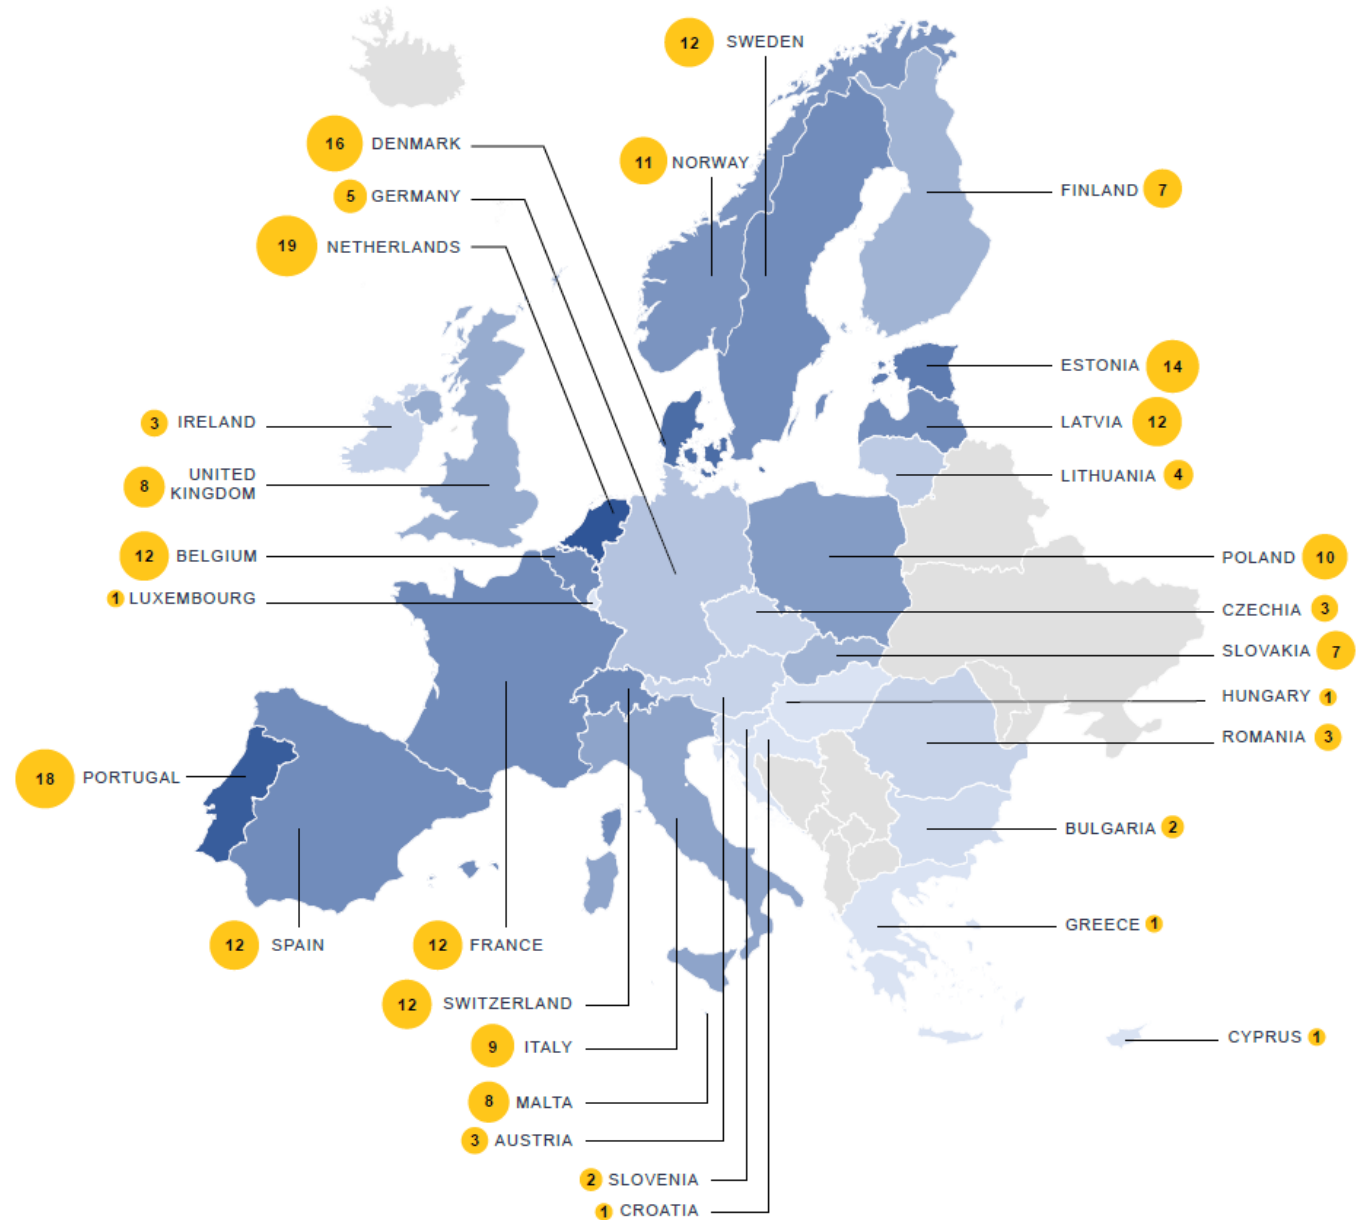 12 SWEDEN
16 DENMARK
11 NORWAY
5 GERMANY
FINLAND 7
19 NETHERLANDS
ESTONIA 14
3 IRELAND
LATVIA 12
8 UNITED
KINGDOM
LITHUANIA 4
12 BELGIUM
POLAND 10
1 LUXEMBOURG
CZECHIA 3
SLOVAKIA 7
HUNGARY 1
ROMANIA 3
18 PORTUGAL
BULGARIA 2
GREECE 1
12 SPAIN
12 FRANCE
12 SWITZERLAND
CYPRUS 1
9 ITALY
8 MALTA
3 AUSTRIA
2 SLOVENIA
1 CROATIA